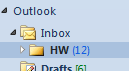 Outlook
Inbox
HW (12)
Drafts [6]